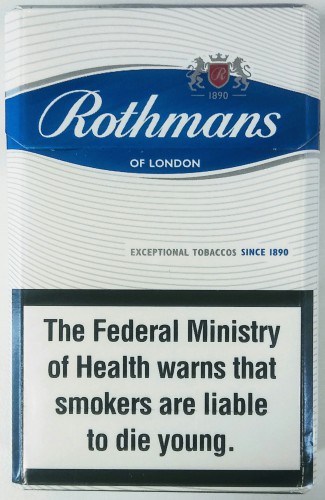 R
1890
Rothmans
OF LONDON
EXCEPTIONAL TOBACCOS SINCE 1890
The Federal Ministry
of Health warns that
smokers are liable
to die young.